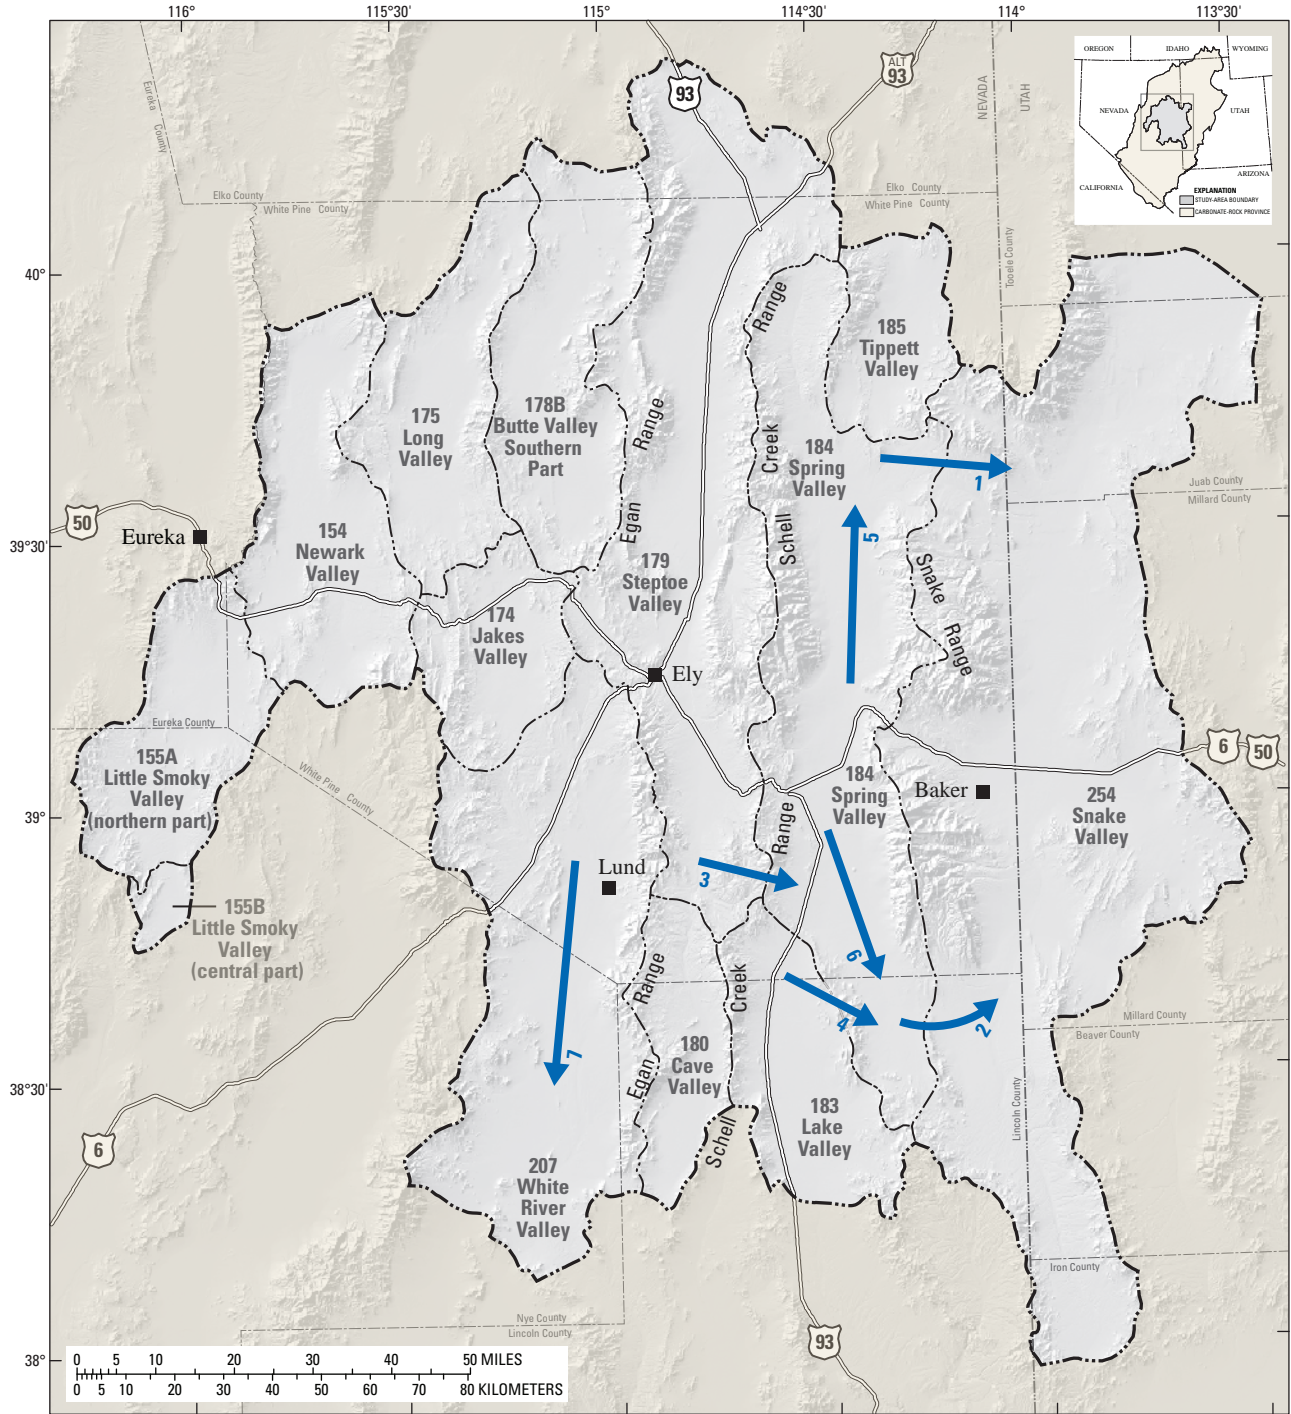 116°
115°30'
115°
114°30'
114°
113°30'
40°
39°30'
39°
38°30'
38°
OREGON
IDAHO
WYOMING
NEVADA
UTAH
CALIFORNIA
ARIZONA
EXPLANATION
STUDY-AREA BOUNDARY
CARBONATE-ROCK PROVINCE
93
ALT
93
NEVADA
UTAH
Eureka
County
Elko County
White Pine County
Elko County
White Pine County
Tooele County
Range
185
Tippett
Valley
175
Long
Valley
178B
Butte Valley
Southern
Part
Range
Creek
184
Spring
Valley
1
Juab County
Millard County
50
Eureka
154
Newark
Valley
Egan
179
Steptoe
Valley
Schell
5
Snake
Range
174
Jakes
Valley
Ely
Eureka County
White Pine County
155A
Little Smoky
Valley
(northern part)
184
Spring
Valley
Baker
6
50
254
Snake
Valley
Range
Lund
3
155B
Little Smoky
Valley
(central part)
Range
Creek
6
4
2
Millard County
Beaver County
7
Egan
180
Cave
Valley
183
Lake
Valley
Lincoln County
Schell
6
207
White
River
Valley
Iron County
Nye County
Lincoln County
93
0 5 10 20 30 40 50 MILES
0 5 10 20 30 40 50 60 70 80 KILOMETERS